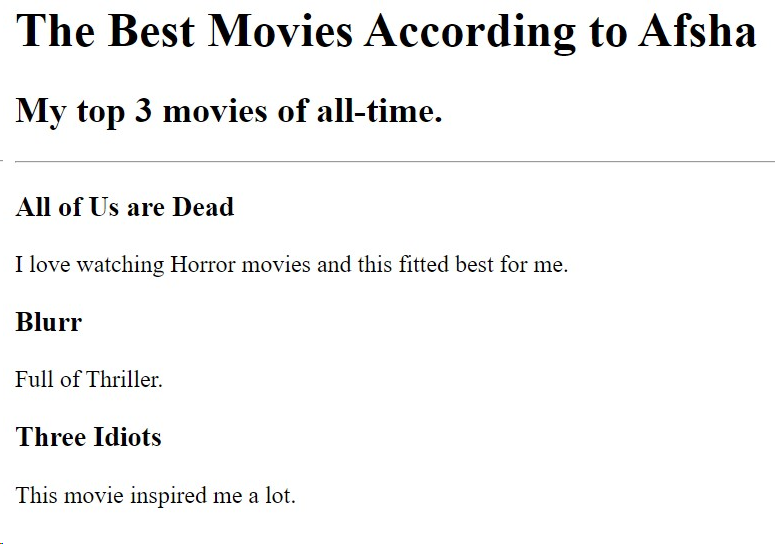 The Best Movies According to Afsha
My top 3 movies of all-time.
All of Us are Dead
I love watching Horror movies and this fitted best for me.
Blurr
Full of Thriller.
Three Idiots
This movie inspired me a lot.